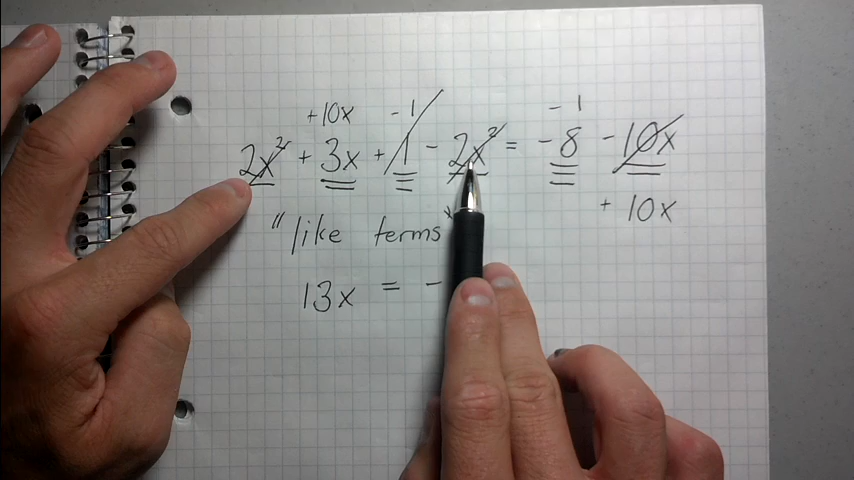 +10x -1 -1
2x² + 3x + 1 - 2x² = -8 - 10x
+ 10x
"like terms"
13x = -